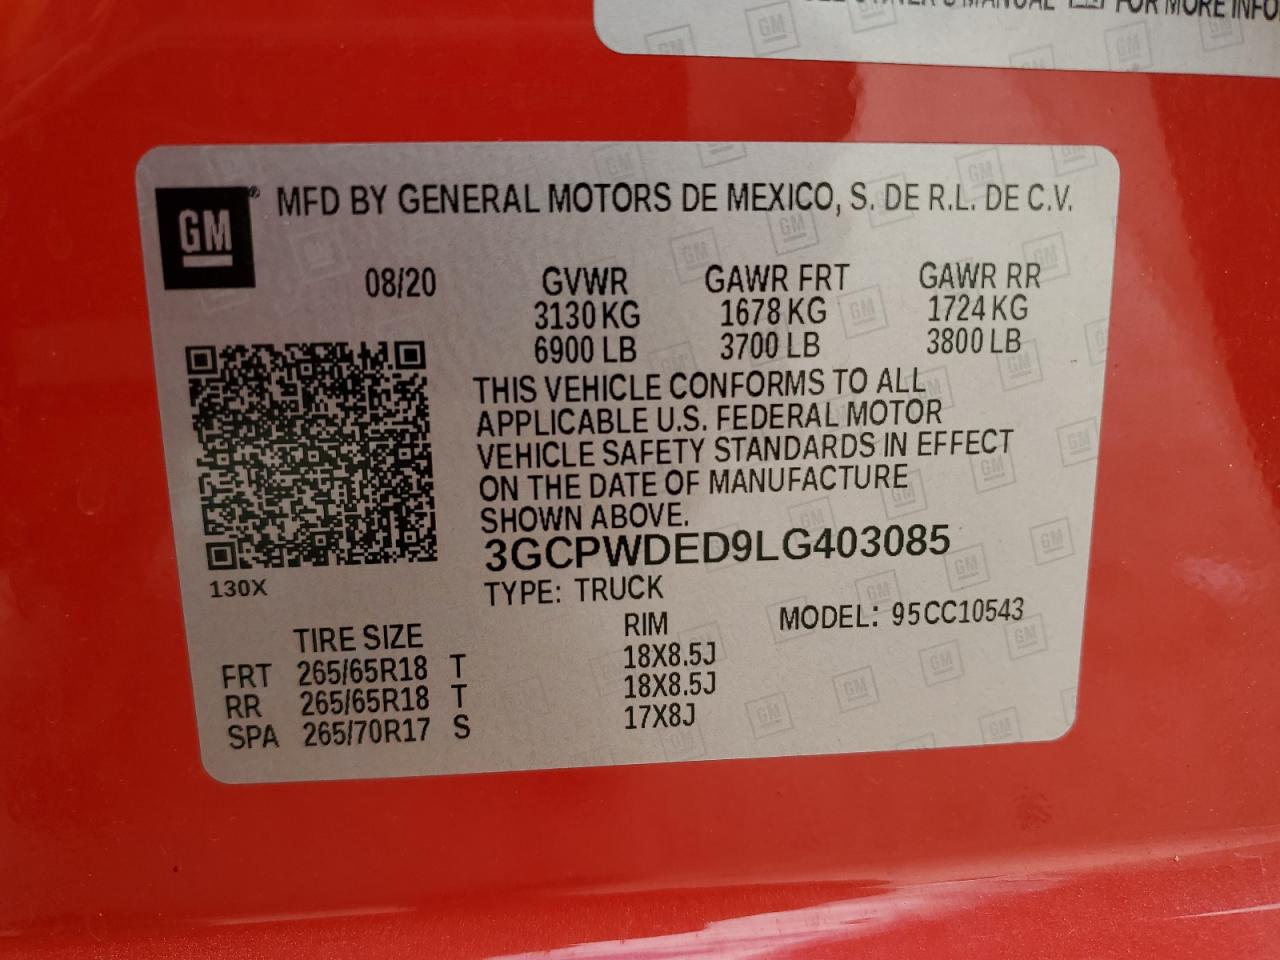 OWNER'S MANUAL FOR MORE INFO
GM® MFD BY GENERAL MOTORS DE MEXICO, S. DE R.L. DE C.V.
08/20 GVWR GAWR FRT GAWR RR
3130 KG 1678 KG 1724 KG
6900 LB 3700 LB 3800 LB
THIS VEHICLE CONFORMS TO ALL
APPLICABLE U.S. FEDERAL MOTOR
VEHICLE SAFETY STANDARDS IN EFFECT
ON THE DATE OF MANUFACTURE
SHOWN ABOVE.
3GCPWDED9LG403085
130X
TYPE: TRUCK
MODEL: 95CC10543
TIRE SIZE RIM
FRT 265/65R18 T 18X8.5J
RR 265/65R18 T 18X8.5J
SPA 265/70R17 S 17X8J